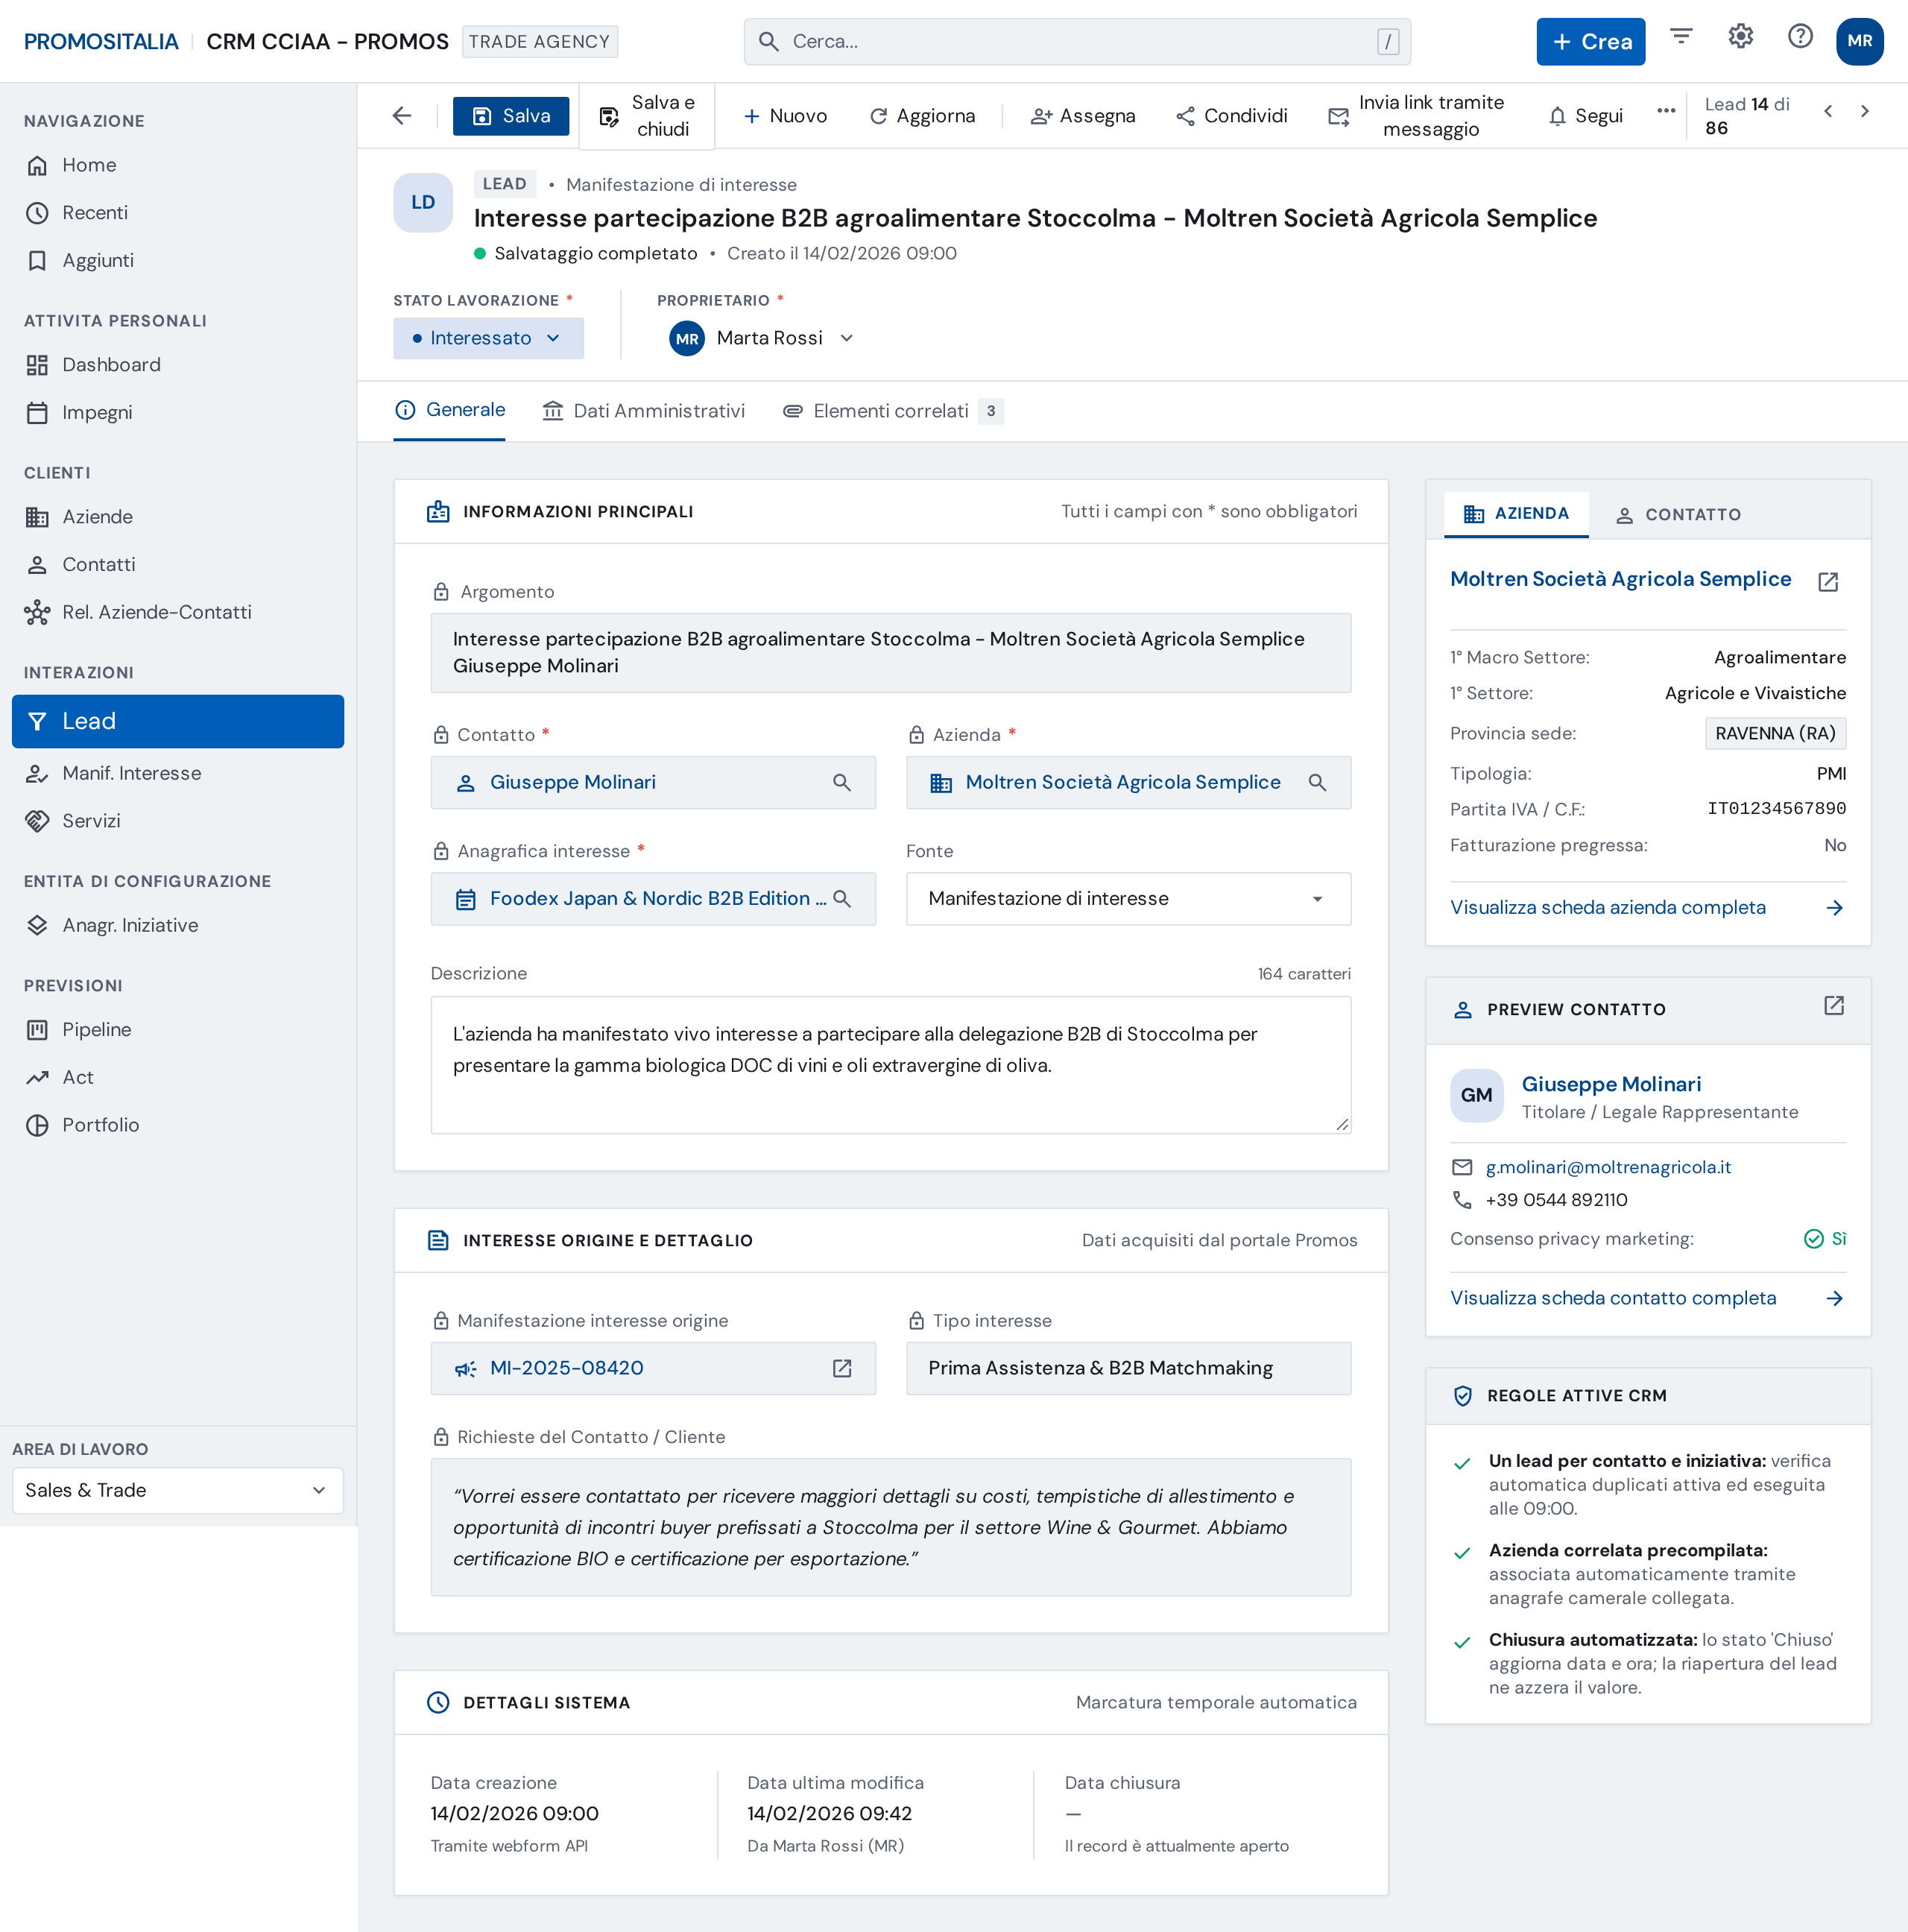 PROMOSITALIA CRM CCIAA - PROMOS TRADE AGENCY
Cerca...
/
+ Crea
MR
NAVIGAZIONE
Home
Recenti
Aggiunti
ATTIVITA PERSONALI
Dashboard
Impegni
CLIENTI
Aziende
Contatti
Rel. Aziende-Contatti
INTERAZIONI
Lead
Manif. Interesse
Servizi
ENTITA DI CONFIGURAZIONE
Anagr. Iniziative
PREVISIONI
Pipeline
Act
Portfolio
AREA DI LAVORO
Sales & Trade
Salva
Salva e
chiudi
Nuovo
Aggiorna
Assegna
Condividi
Invia link tramite
messaggio
Segui
Lead 14 di
86
LD
LEAD • Manifestazione di interesse
Interesse partecipazione B2B agroalimentare Stoccolma - Moltren Società Agricola Semplice
Salvataggio completato • Creato il 14/02/2026 09:00
STATO LAVORAZIONE *
Interessato
PROPRIETARIO *
MR Marta Rossi
Generale
Dati Amministrativi
Elementi correlati 3
INFORMAZIONI PRINCIPALI
Tutti i campi con * sono obbligatori
Argomento
Interesse partecipazione B2B agroalimentare Stoccolma - Moltren Società Agricola Semplice
Giuseppe Molinari
Contatto *
Giuseppe Molinari
Azienda *
Moltren Società Agricola Semplice
Anagrafica interesse *
Foodex Japan & Nordic B2B Edition ...
Fonte
Manifestazione di interesse
Descrizione
164 caratteri
L'azienda ha manifestato vivo interesse a partecipare alla delegazione B2B di Stoccolma per
presentare la gamma biologica DOC di vini e oli extravergine di oliva.
INTERESSE ORIGINE E DETTAGLIO
Dati acquisiti dal portale Promos
Manifestazione interesse origine
MI-2025-08420
Tipo interesse
Prima Assistenza & B2B Matchmaking
Richieste del Contatto / Cliente
“Vorrei essere contattato per ricevere maggiori dettagli su costi, tempistiche di allestimento e
opportunità di incontri buyer prefissati a Stoccolma per il settore Wine & Gourmet. Abbiamo
certificazione BIO e certificazione per esportazione.”
DETTAGLI SISTEMA
Marcatura temporale automatica
Data creazione
14/02/2026 09:00
Tramite webform API
Data ultima modifica
14/02/2026 09:42
Da Marta Rossi (MR)
Data chiusura
—
Il record è attualmente aperto
AZIENDA
CONTATTO
Moltren Società Agricola Semplice
1° Macro Settore: Agroalimentare
1° Settore: Agricole e Vivaistiche
Provincia sede: RAVENNA (RA)
Tipologia: PMI
Partita IVA / C.F.: IT01234567890
Fatturazione pregressa: No
Visualizza scheda azienda completa
PREVIEW CONTATTO
GM
Giuseppe Molinari
Titolare / Legale Rappresentante
g.molinari@moltrenagricola.it
+39 0544 892110
Consenso privacy marketing: Sì
Visualizza scheda contatto completa
REGOLE ATTIVE CRM
Un lead per contatto e iniziativa: verifica
automatica duplicati attiva ed eseguita
alle 09:00.
Azienda correlata precompilata:
associata automaticamente tramite
anagrafe camerale collegata.
Chiusura automatizzata: lo stato 'Chiuso'
aggiorna data e ora; la riapertura del lead
ne azzera il valore.